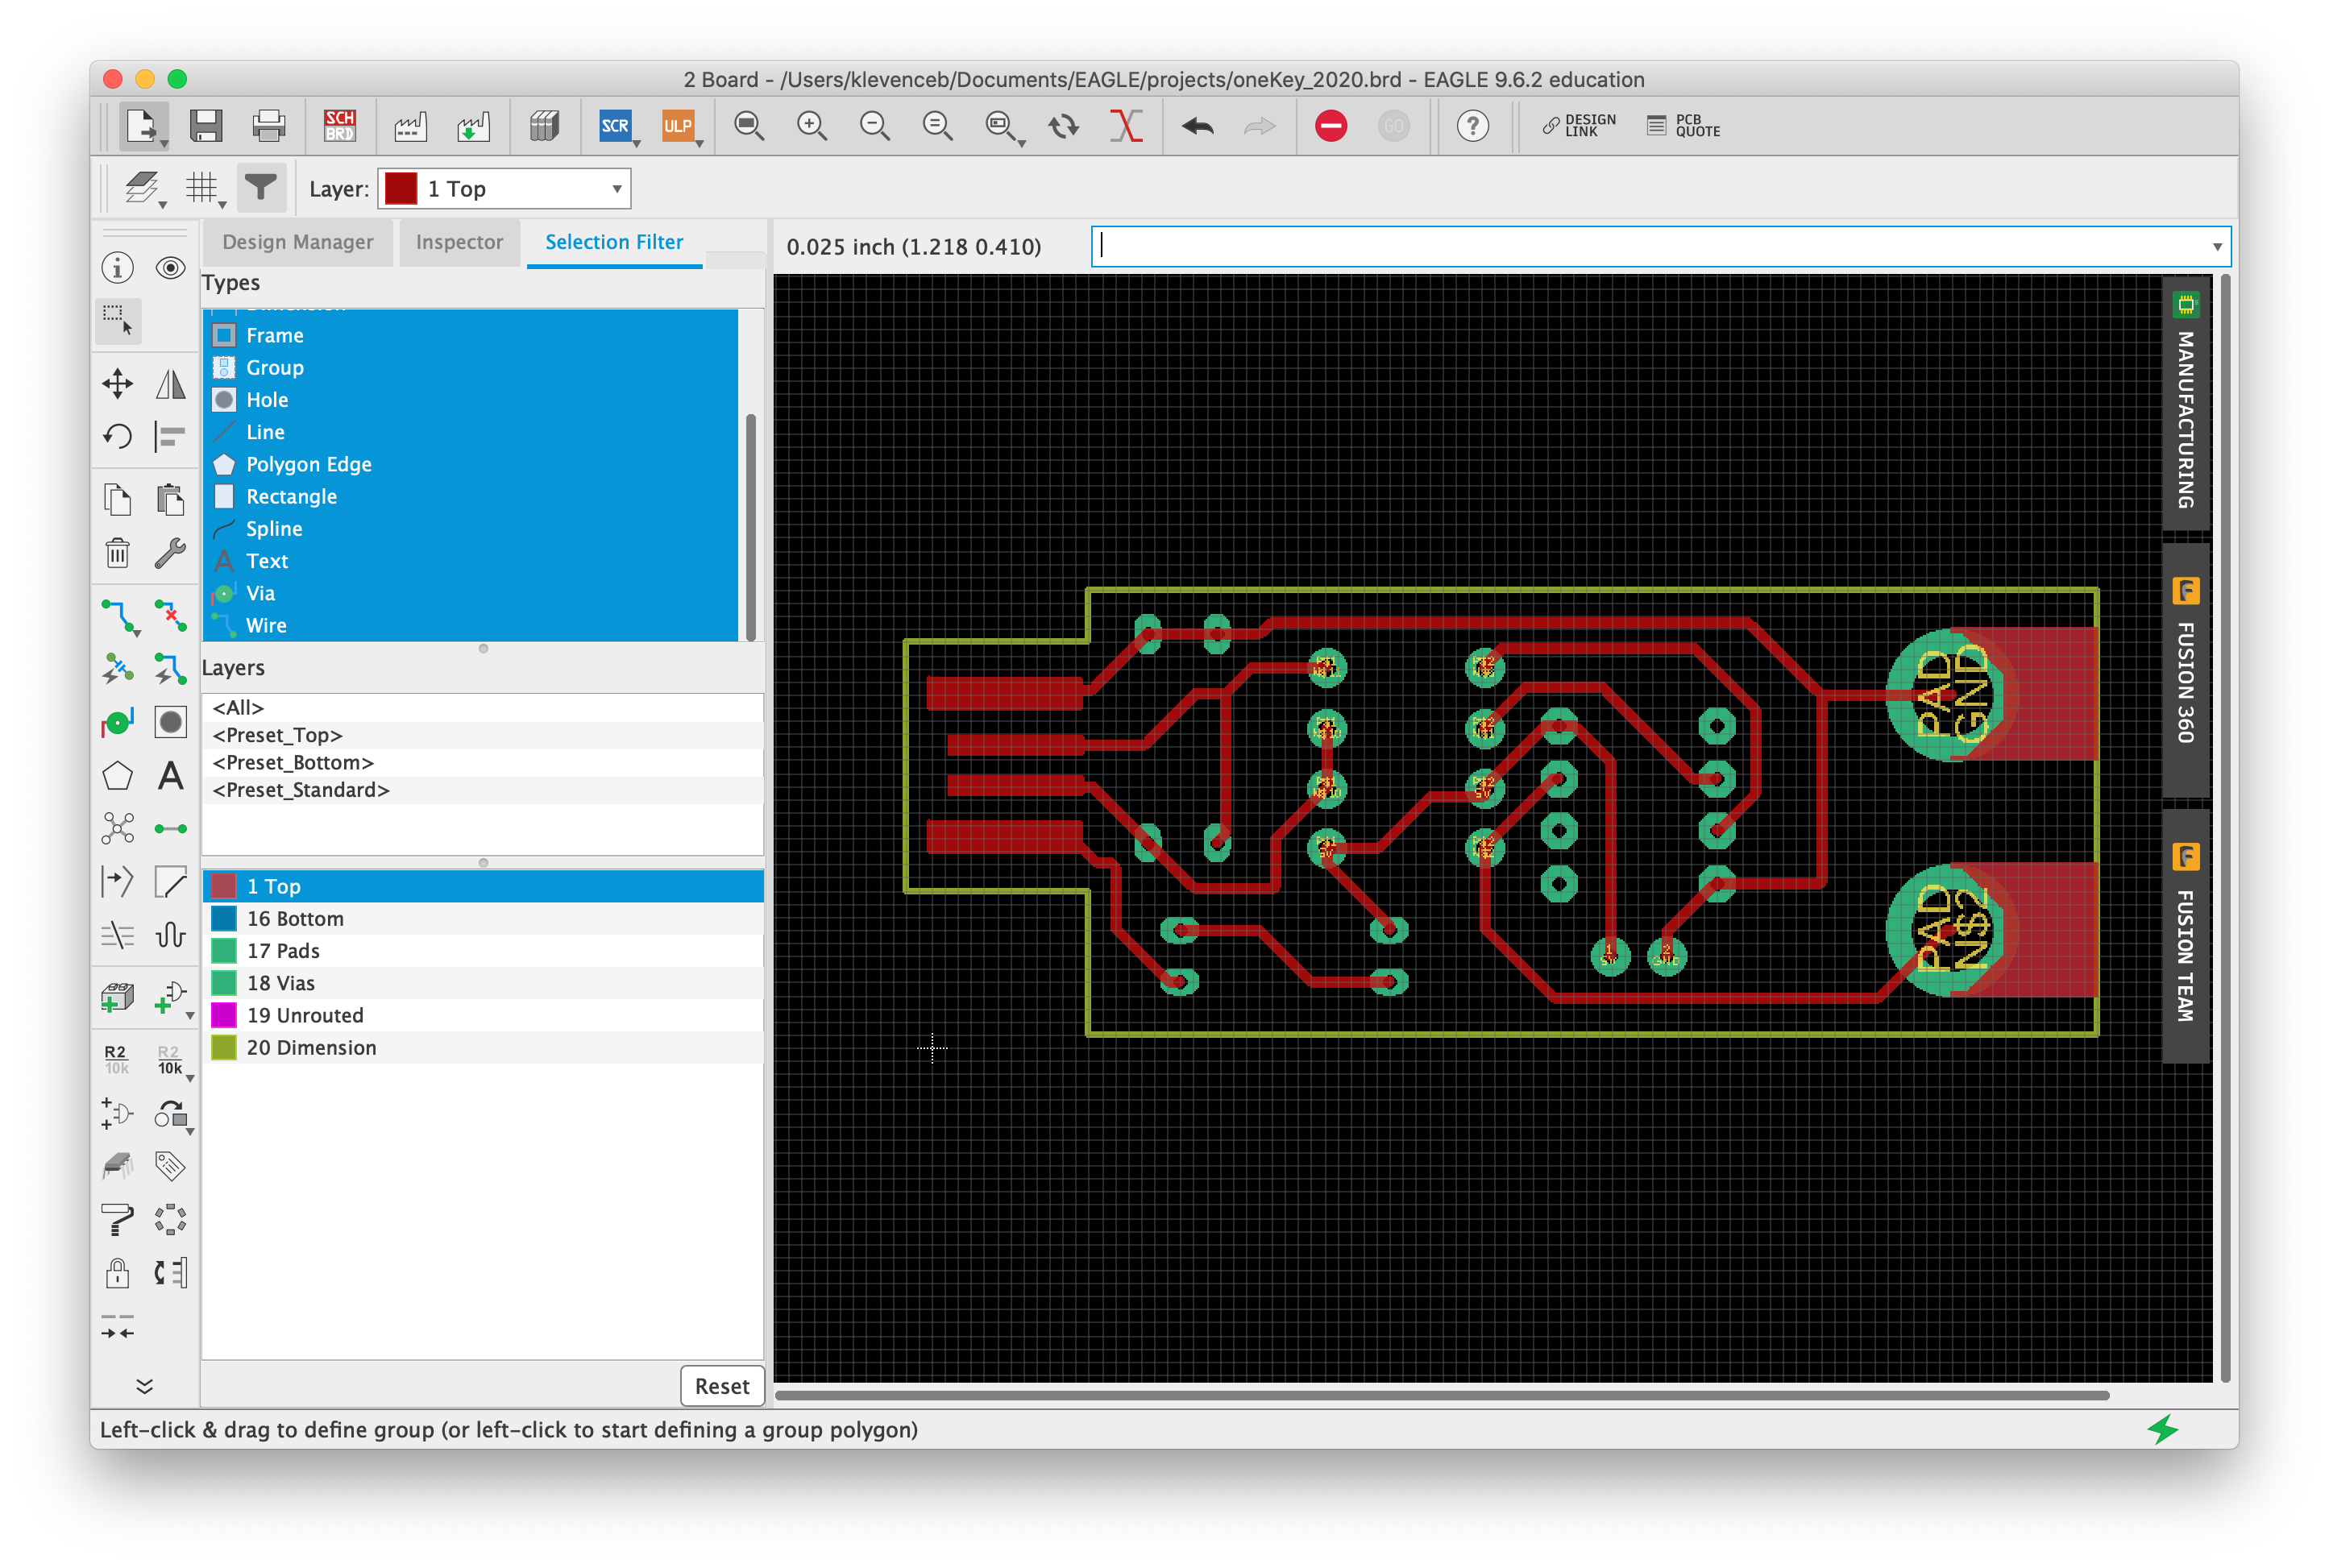 2 Board - /Users/klevenceb/Documents/EAGLE/projects/oneKey_2020.brd - EAGLE 9.6.2 education
SCH
BRD
SCR
ULP
GO
?
DESIGN
LINK
PCB
QUOTE
Layer:
1 Top
Design Manager
Inspector
Selection Filter
0.025 inch (1.218 0.410)
Types
Frame
Group
Hole
Line
Polygon Edge
Rectangle
Spline
Text
Via
Wire
Layers
<All>
<Preset_Top>
<Preset_Bottom>
<Preset_Standard>
1 Top
16 Bottom
17 Pads
18 Vias
19 Unrouted
20 Dimension
R2
10k
R2
10k
Reset
MANUFACTURING
FUSION 360
FUSION TEAM
PAD
GND
PAD
N$2
1
5V
2
GND
Left-click & drag to define group (or left-click to start defining a group polygon)